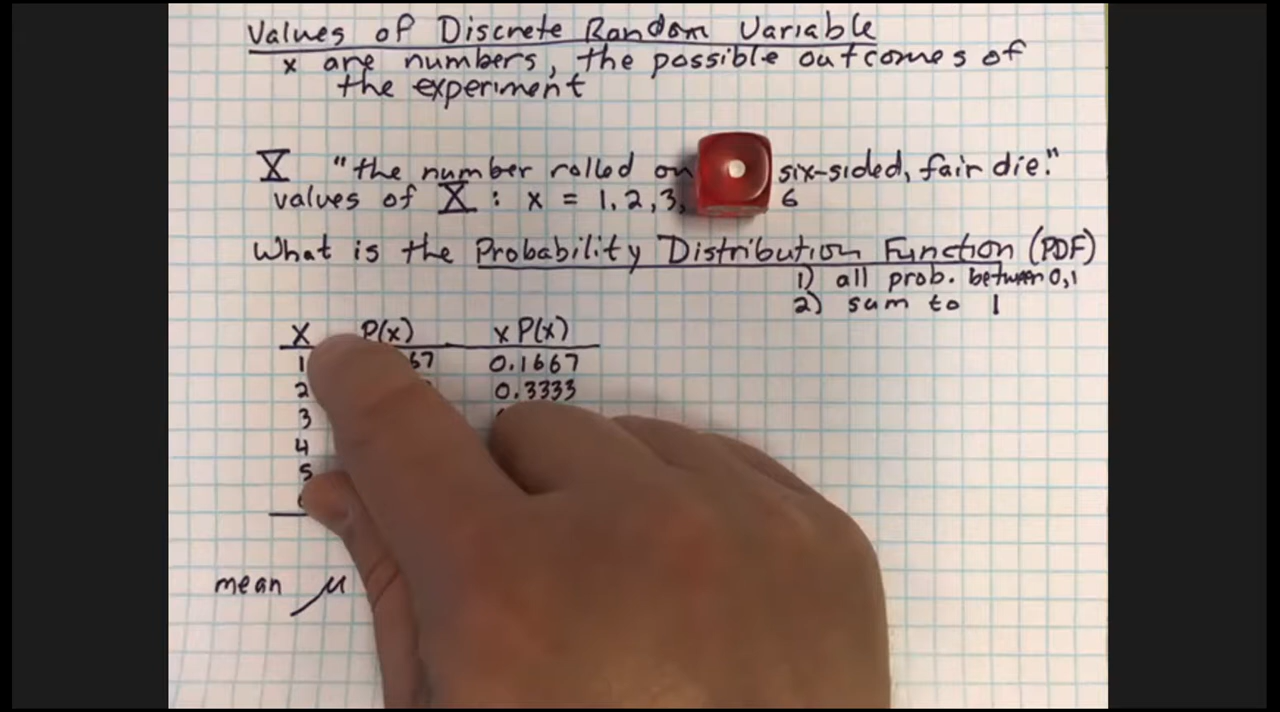 Values of Discrete Random Variable
x are numbers, the possible outcomes of
the experiment
X "the number rolled on six-sided, fair die."
values of X : x = 1, 2, 3, 6
What is the Probability Distribution Function (PDF)
1) all prob. between 0,1
2) sum to 1
X P(x) x P(x)
1 67 0.1667
2 0.3333
3
4
5
mean μ